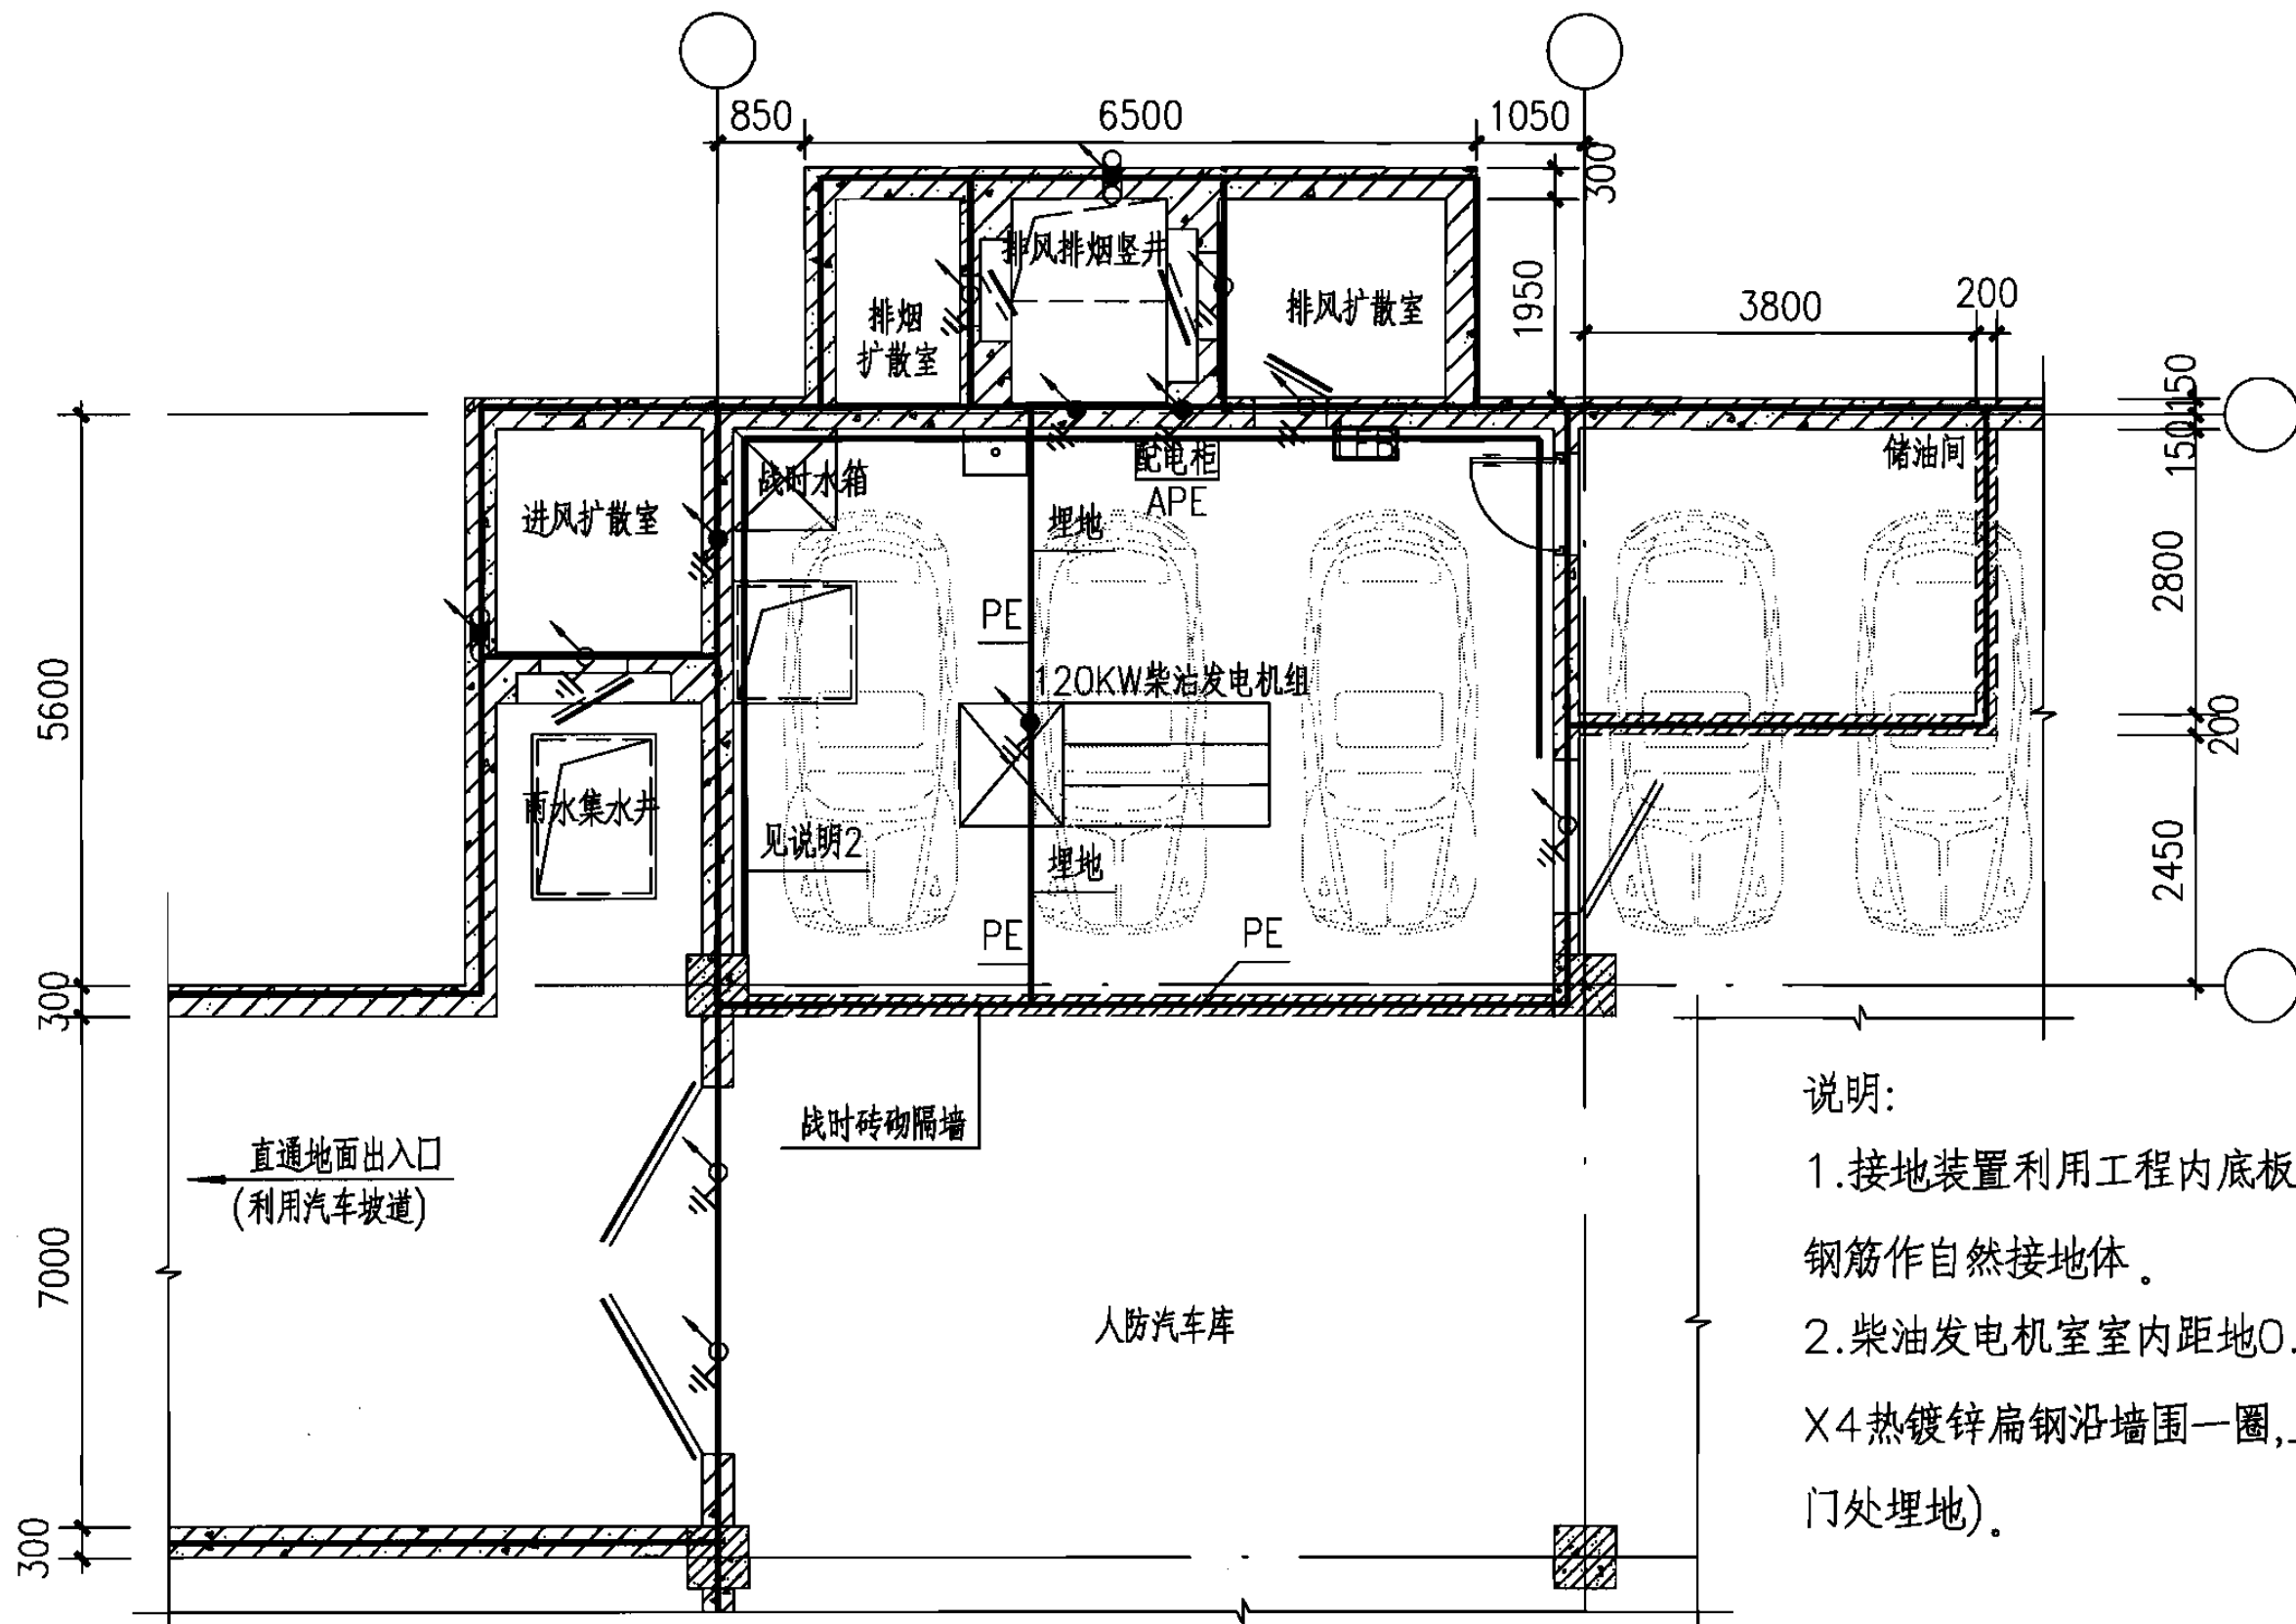 850
6500
1050
300
排风排烟竖井
1950
排烟
扩散室
排风扩散室
3800
200
150
150
储油间
战时水箱
配电柜
APE
进风扩散室
埋地
2800
PE
5600
120KW柴油发电机组
200
雨水集水井
见说明2
埋地
2450
PE
PE
300
说明:
战时砖砌隔墙
直通地面出入口
(利用汽车坡道)
1.接地装置利用工程内底板
钢筋作自然接地体。
7000
人防汽车库
2.柴油发电机室室内距地0.
X4热镀锌扁钢沿墙围一圈,
门处埋地)。
300